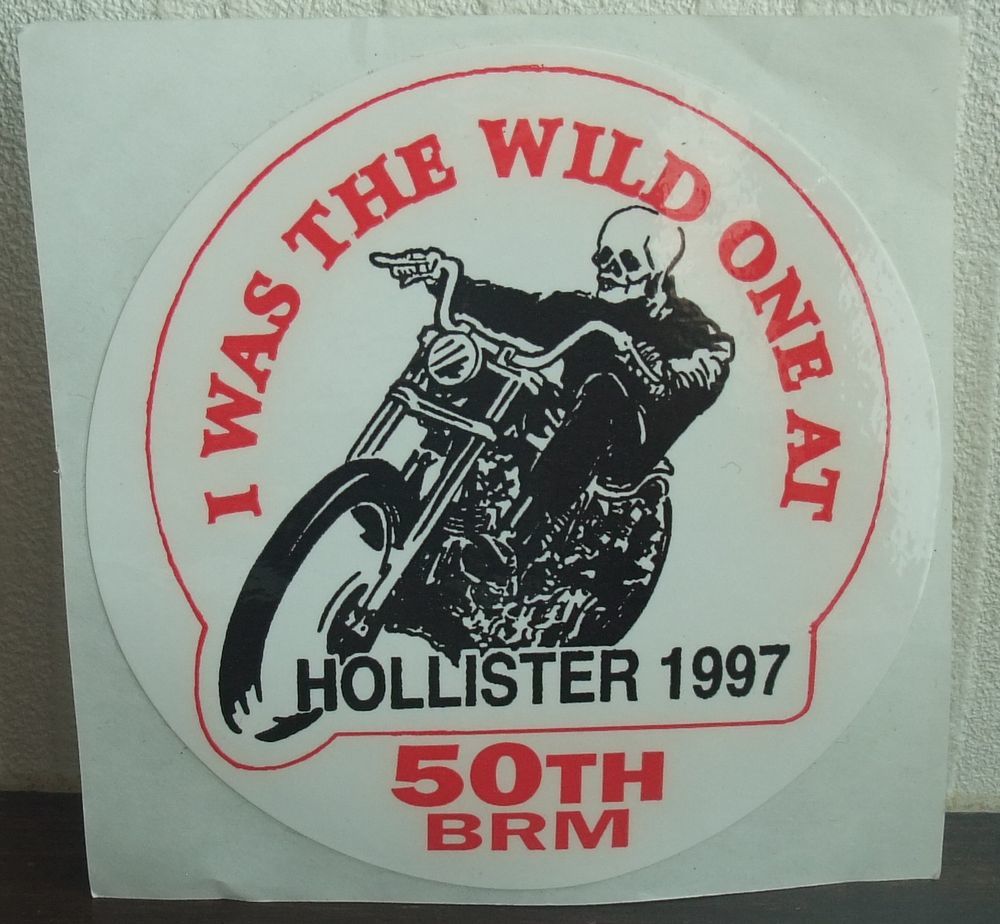 I WAS THE WILD ONE AT
HOLLISTER 1997
50TH
BRM